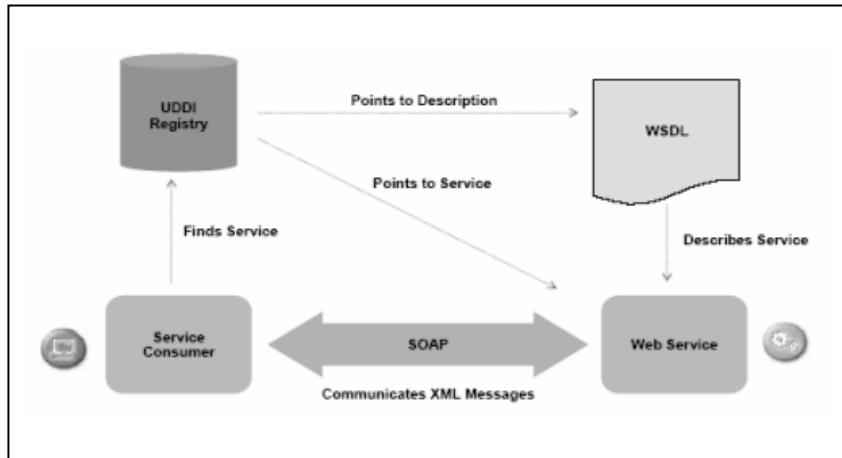 UDDI
Registry
Points to Description
WSDL
Points to Service
Finds Service
Describes Service
Service
Consumer
SOAP
Web Service
Communicates XML Messages